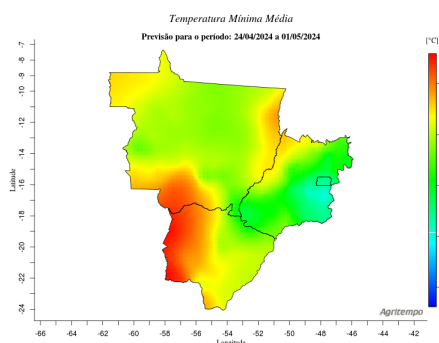 Temperatura Mínima Média
Previsão para o período: 24/04/2024 a 01/05/2024
[°C]
-7
-8
-9
-10
-12
-14
-16
-18
-20
-22
-24
Latitude
Agritempo
-66 -64 -62 -60 -58 -56 -54 -52 -50 -48 -46 -44 -42
Longitude